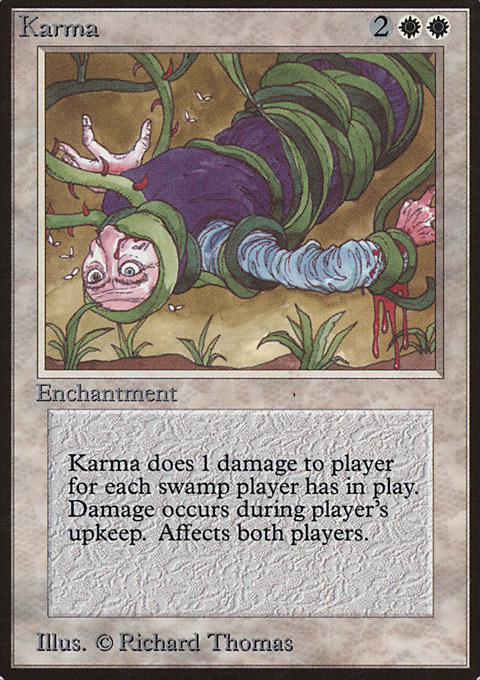 Karma 2
Enchantment
Karma does 1 damage to player
for each swamp player has in play.
Damage occurs during player's
upkeep. Affects both players.
Illus. © Richard Thomas